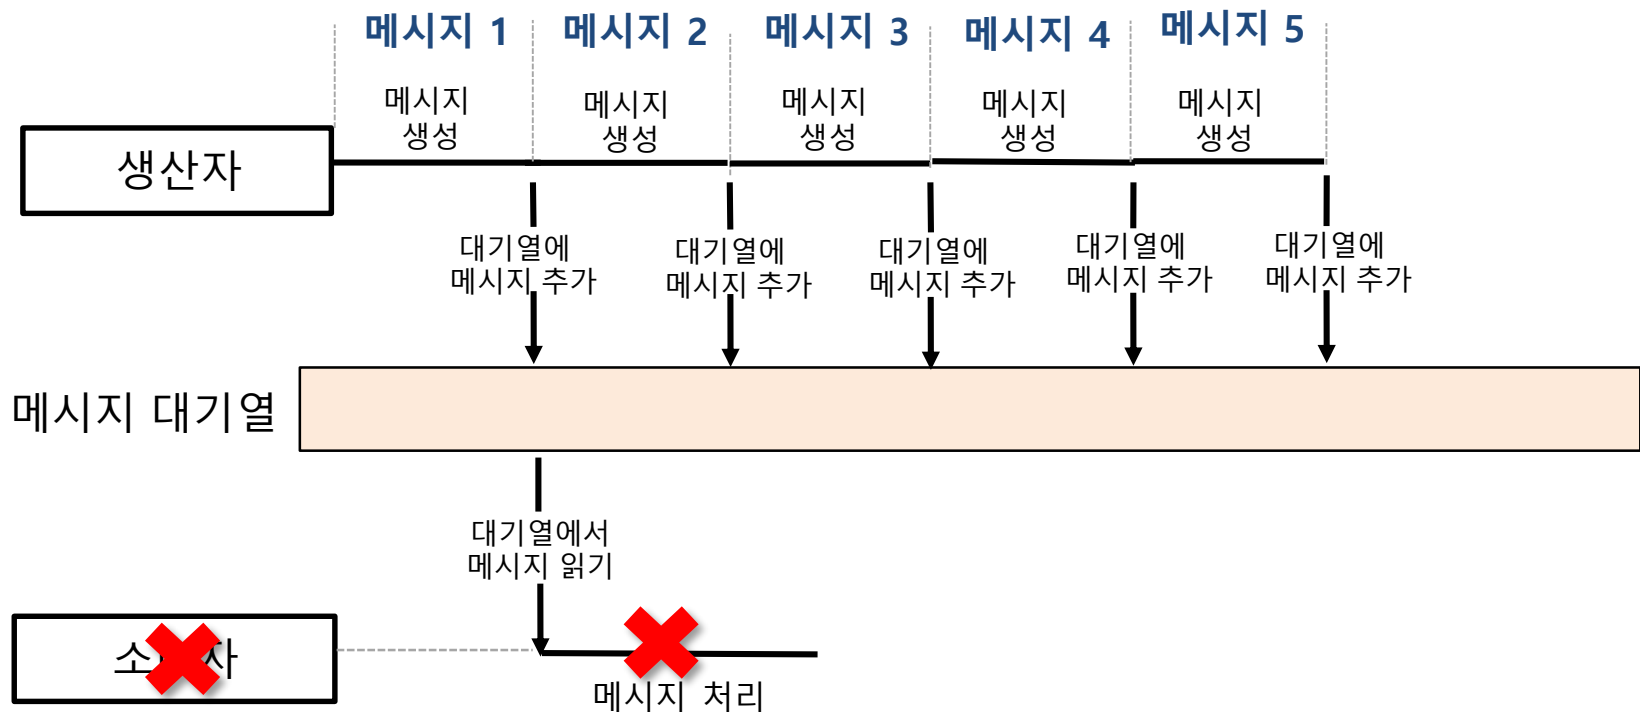 메시지 1
메시지 2
메시지 3
메시지 4
메시지 5
메시지
생성
메시지
생성
메시지
생성
메시지
생성
메시지
생성
생산자
대기열에
메시지 추가
대기열에
메시지 추가
대기열에
메시지 추가
대기열에
메시지 추가
대기열에
메시지 추가
메시지 대기열
대기열에서
메시지 읽기
메시지 처리